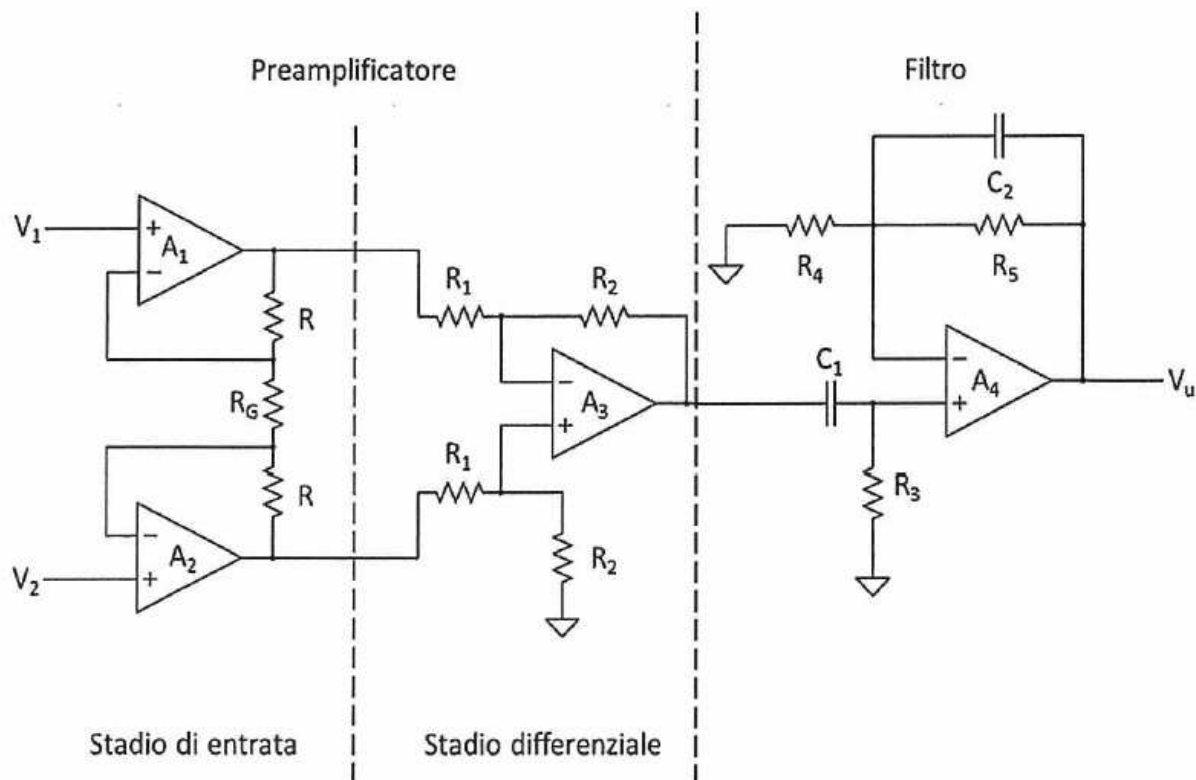 Preamplificatore
Filtro
C₂
V₁
+
A₁
−
R₄
R₅
R
R₁
R₂
−
A₃
+
C₁
−
A₄
+
Vᵤ
R_G
R₁
R₃
R
−
A₂
+
V₂
R₂
Stadio di entrata
Stadio differenziale